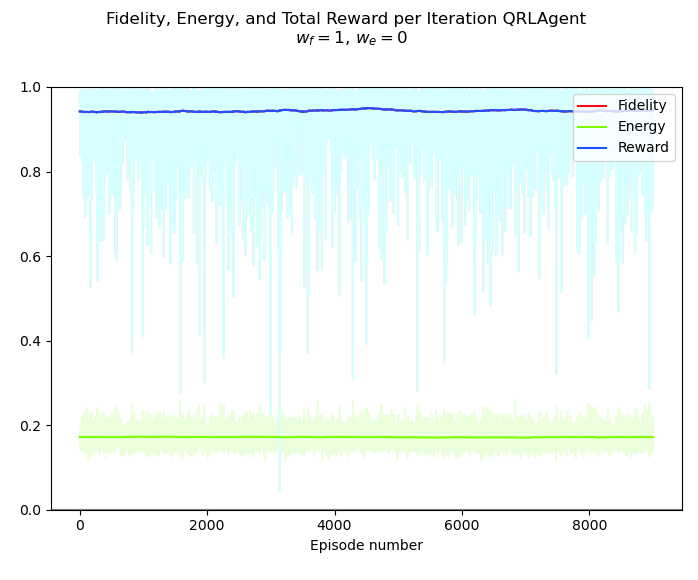 Fidelity, Energy, and Total Reward per Iteration QRLAgent
w_f = 1, w_e = 0
1.0
Fidelity
Energy
Reward
0.8
0.6
0.4
0.2
0.0
0 2000 4000 6000 8000
Episode number